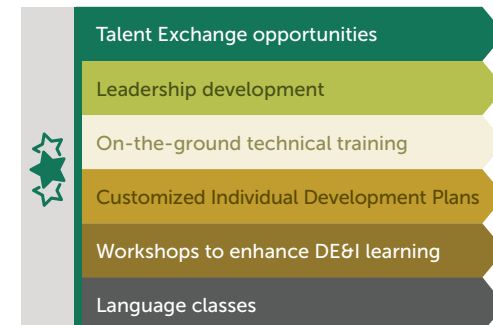 Talent Exchange opportunities
Leadership development
On-the-ground technical training
Customized Individual Development Plans
Workshops to enhance DE&I learning
Language classes